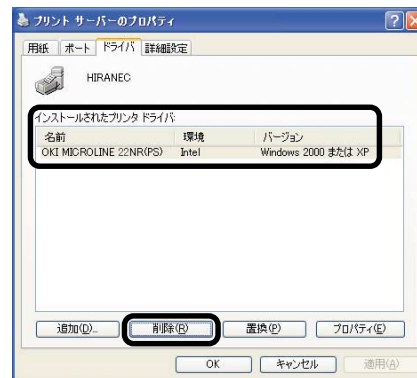 プリント サーバーのプロパティ
用紙 ポート ドライバ 詳細設定
HIRANEC
インストールされたプリンタ ドライバ:
名前 環境 バージョン
OKI MICROLINE 22NR(PS) Intel Windows 2000 または XP
追加(D)... 削除(R) 置換(P) プロパティ(E)
OK キャンセル 適用(A)